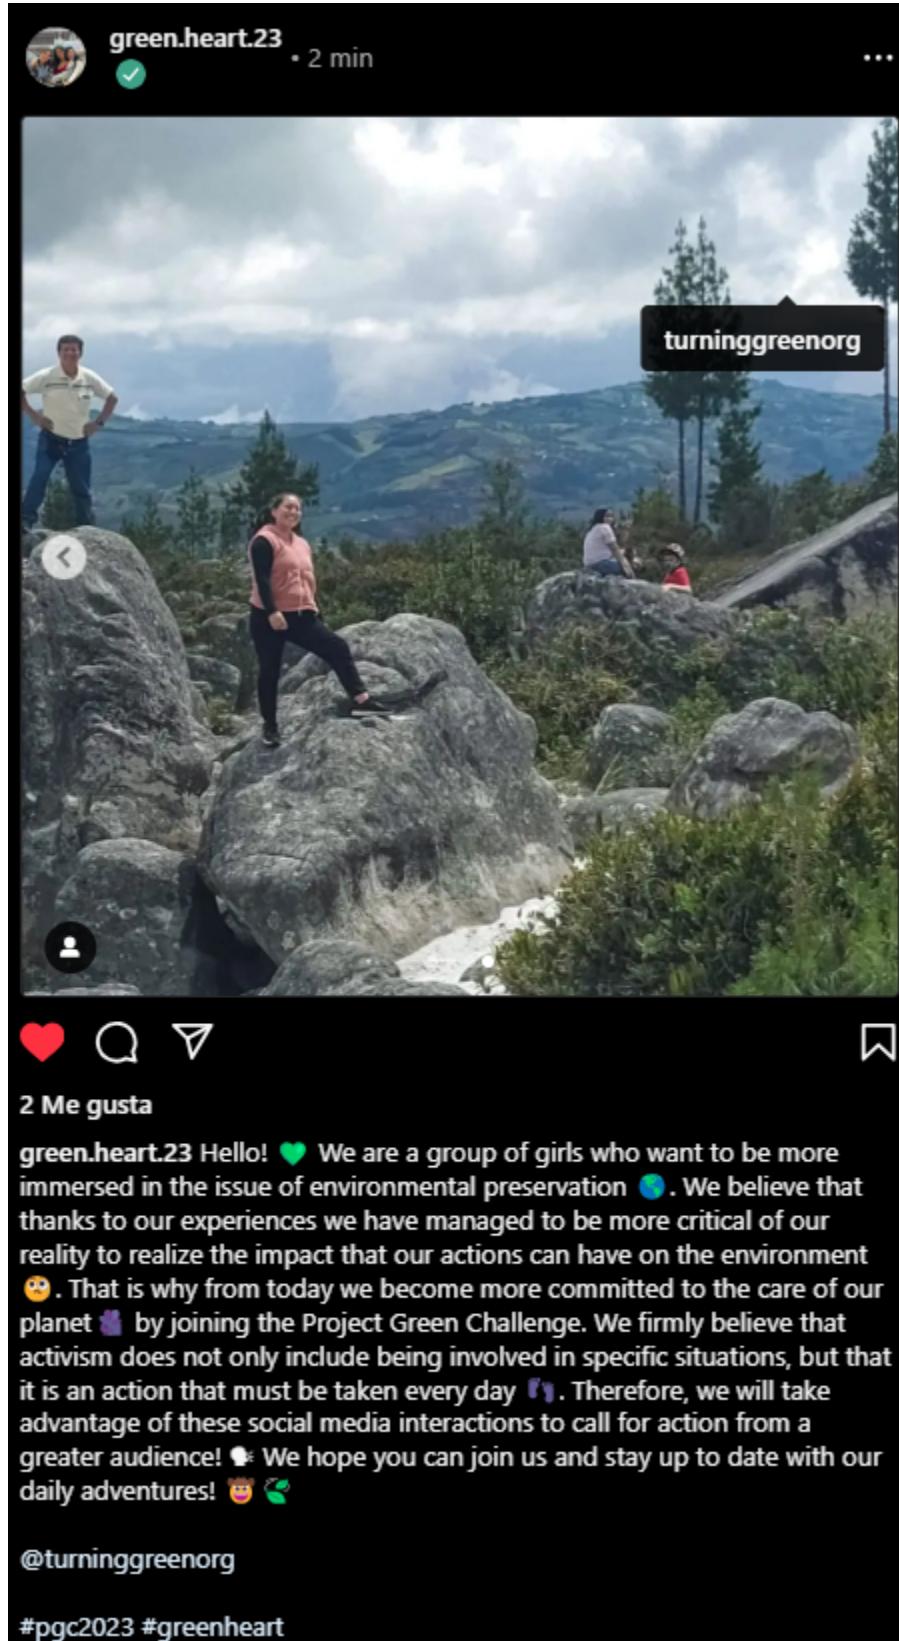 green.heart.23
• 2 min
turninggreenorg
2 Me gusta
green.heart.23 Hello! 💚 We are a group of girls who want to be more
immersed in the issue of environmental preservation 🌎. We believe that
thanks to our experiences we have managed to be more critical of our
reality to realize the impact that our actions can have on the environment
🙄. That is why from today we become more committed to the care of our
planet 🫂 by joining the Project Green Challenge. We firmly believe that
activism does not only include being involved in specific situations, but that
it is an action that must be taken every day 👣. Therefore, we will take
advantage of these social media interactions to call for action from a
greater audience! 🗣 We hope you can join us and stay up to date with our
daily adventures! 🤠 🍃
@turninggreenorg
#pgc2023 #greenheart